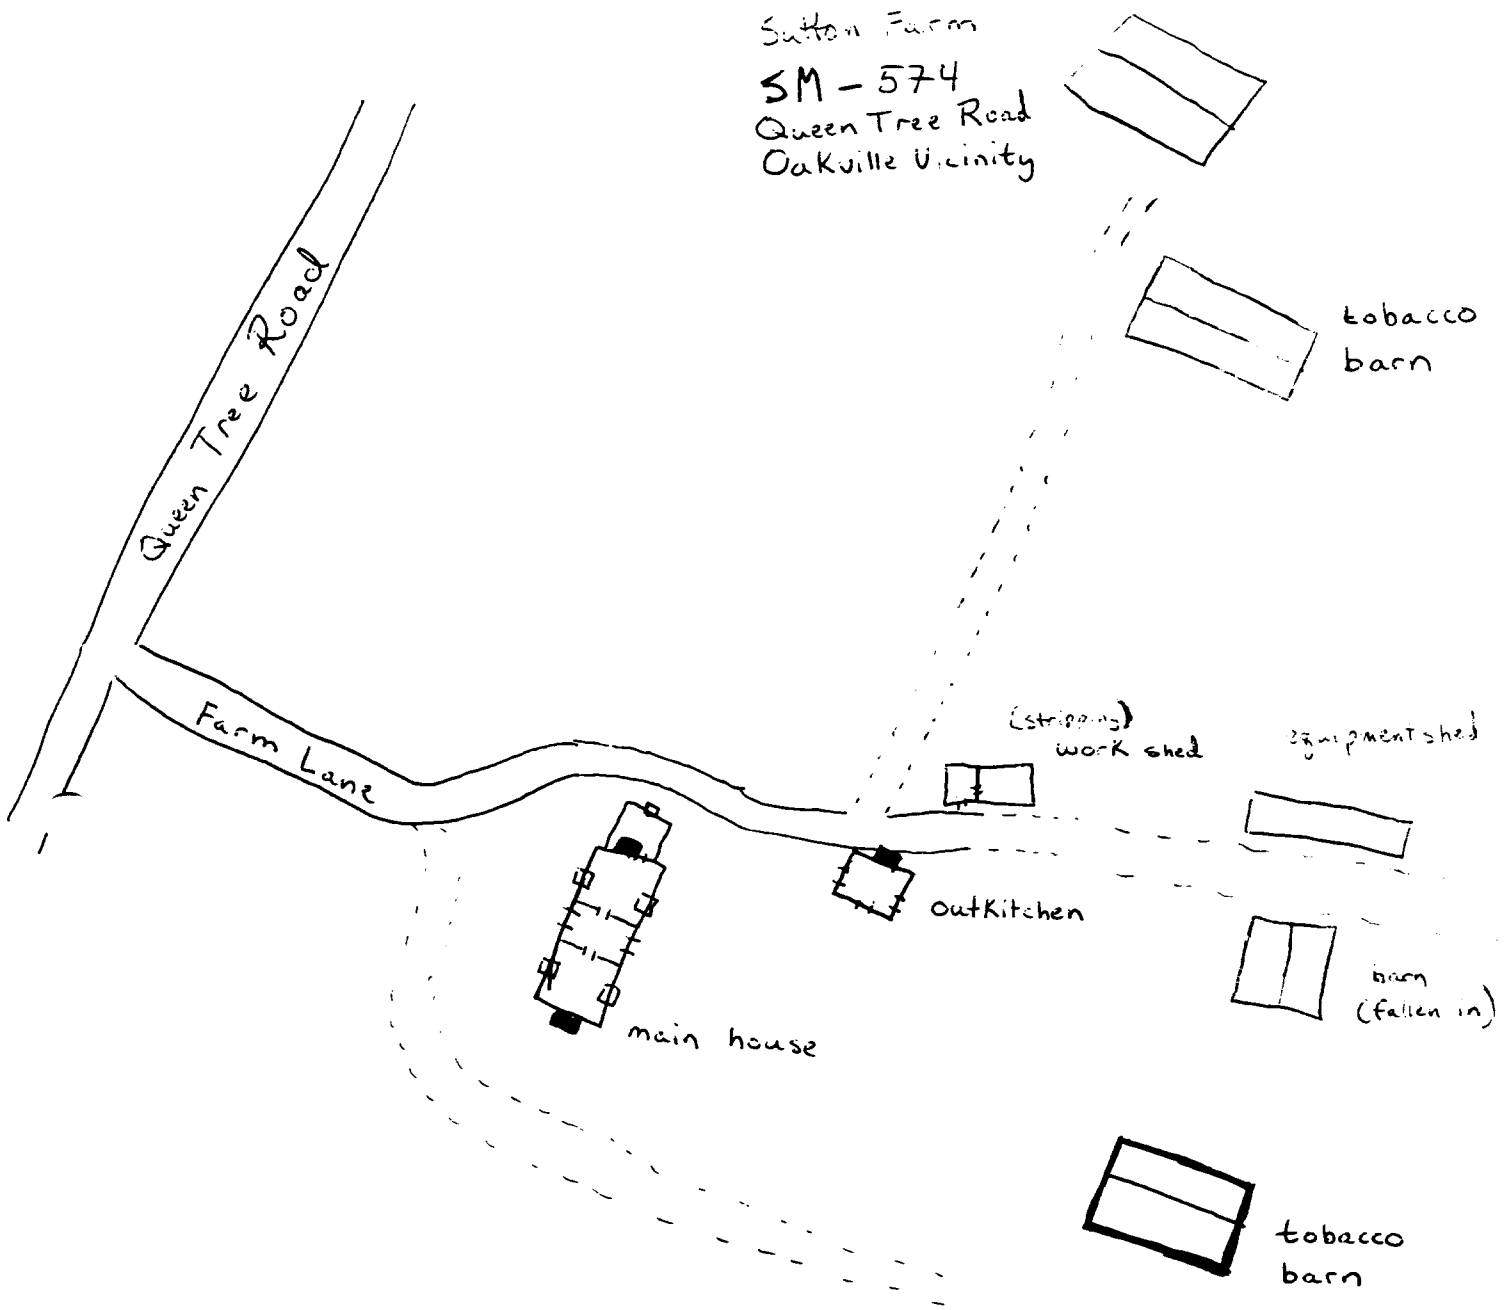 Sutton Farm
SM - 574
Queen Tree Road
Oakville Vicinity
tobacco
barn
Queen Tree Road
(stripping)
work shed
equipment shed
Farm Lane
outkitchen
barn
(fallen in)
main house
tobacco
barn